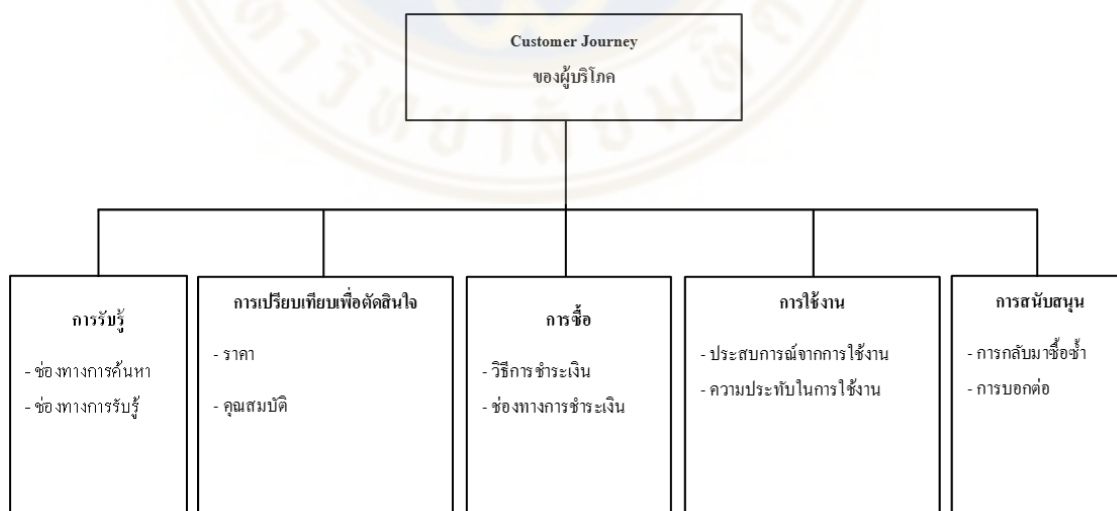 Customer Journey
ของผู้บริโภค
การรับรู้
- ช่องทางการค้นหา
- ช่องทางการรับรู้
การเปรียบเทียบเพื่อตัดสินใจ
- ราคา
- คุณสมบัติ
การซื้อ
- วิธีการชำระเงิน
- ช่องทางการชำระเงิน
การใช้งาน
- ประสบการณ์จากการใช้งาน
- ความประทับในการใช้งาน
การสนับสนุน
- การกลับมาซื้อซ้ำ
- การบอกต่อ